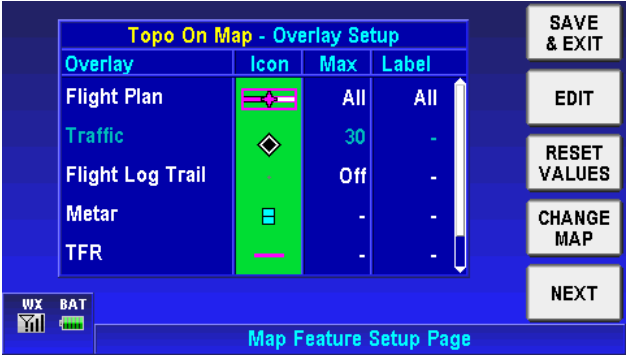 Topo On Map - Overlay Setup
Overlay Icon Max Label
Flight Plan All All
Traffic 30 -
Flight Log Trail Off -
Metar - -
TFR - -
SAVE
& EXIT
EDIT
RESET
VALUES
CHANGE
MAP
NEXT
WX BAT
Map Feature Setup Page